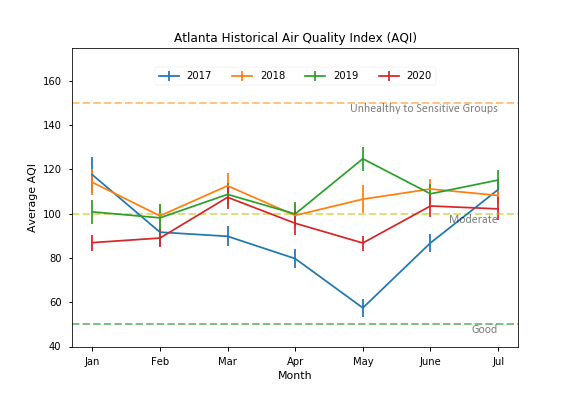 Atlanta Historical Air Quality Index (AQI)
2017 2018 2019 2020
160
Unhealthy to Sensitive Groups
140
120
Average AQI
100
Moderate
80
60
Good
40
Jan Feb Mar Apr May June Jul
Month